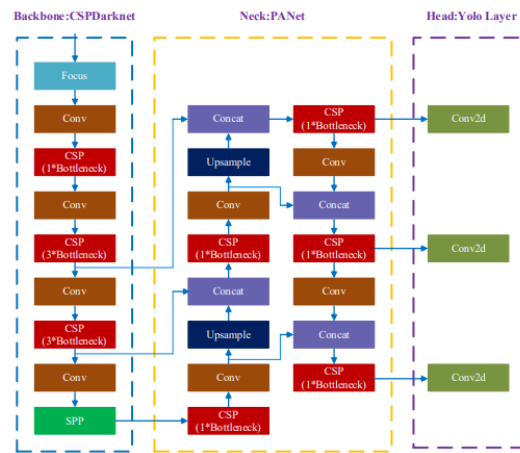 Backbone:CSPDarknet
Neck:PANet
Head:Yolo Layer
Focus
Conv
CSP
(1*Bottleneck)
Conv
CSP
(3*Bottleneck)
Conv
CSP
(3*Bottleneck)
Conv
SPP
Concat
Upsample
Conv
CSP
(1*Bottleneck)
Concat
Upsample
Conv
CSP
(1*Bottleneck)
CSP
(1*Bottleneck)
Conv
Concat
CSP
(1*Bottleneck)
Conv
Concat
CSP
(1*Bottleneck)
Conv2d
Conv2d
Conv2d